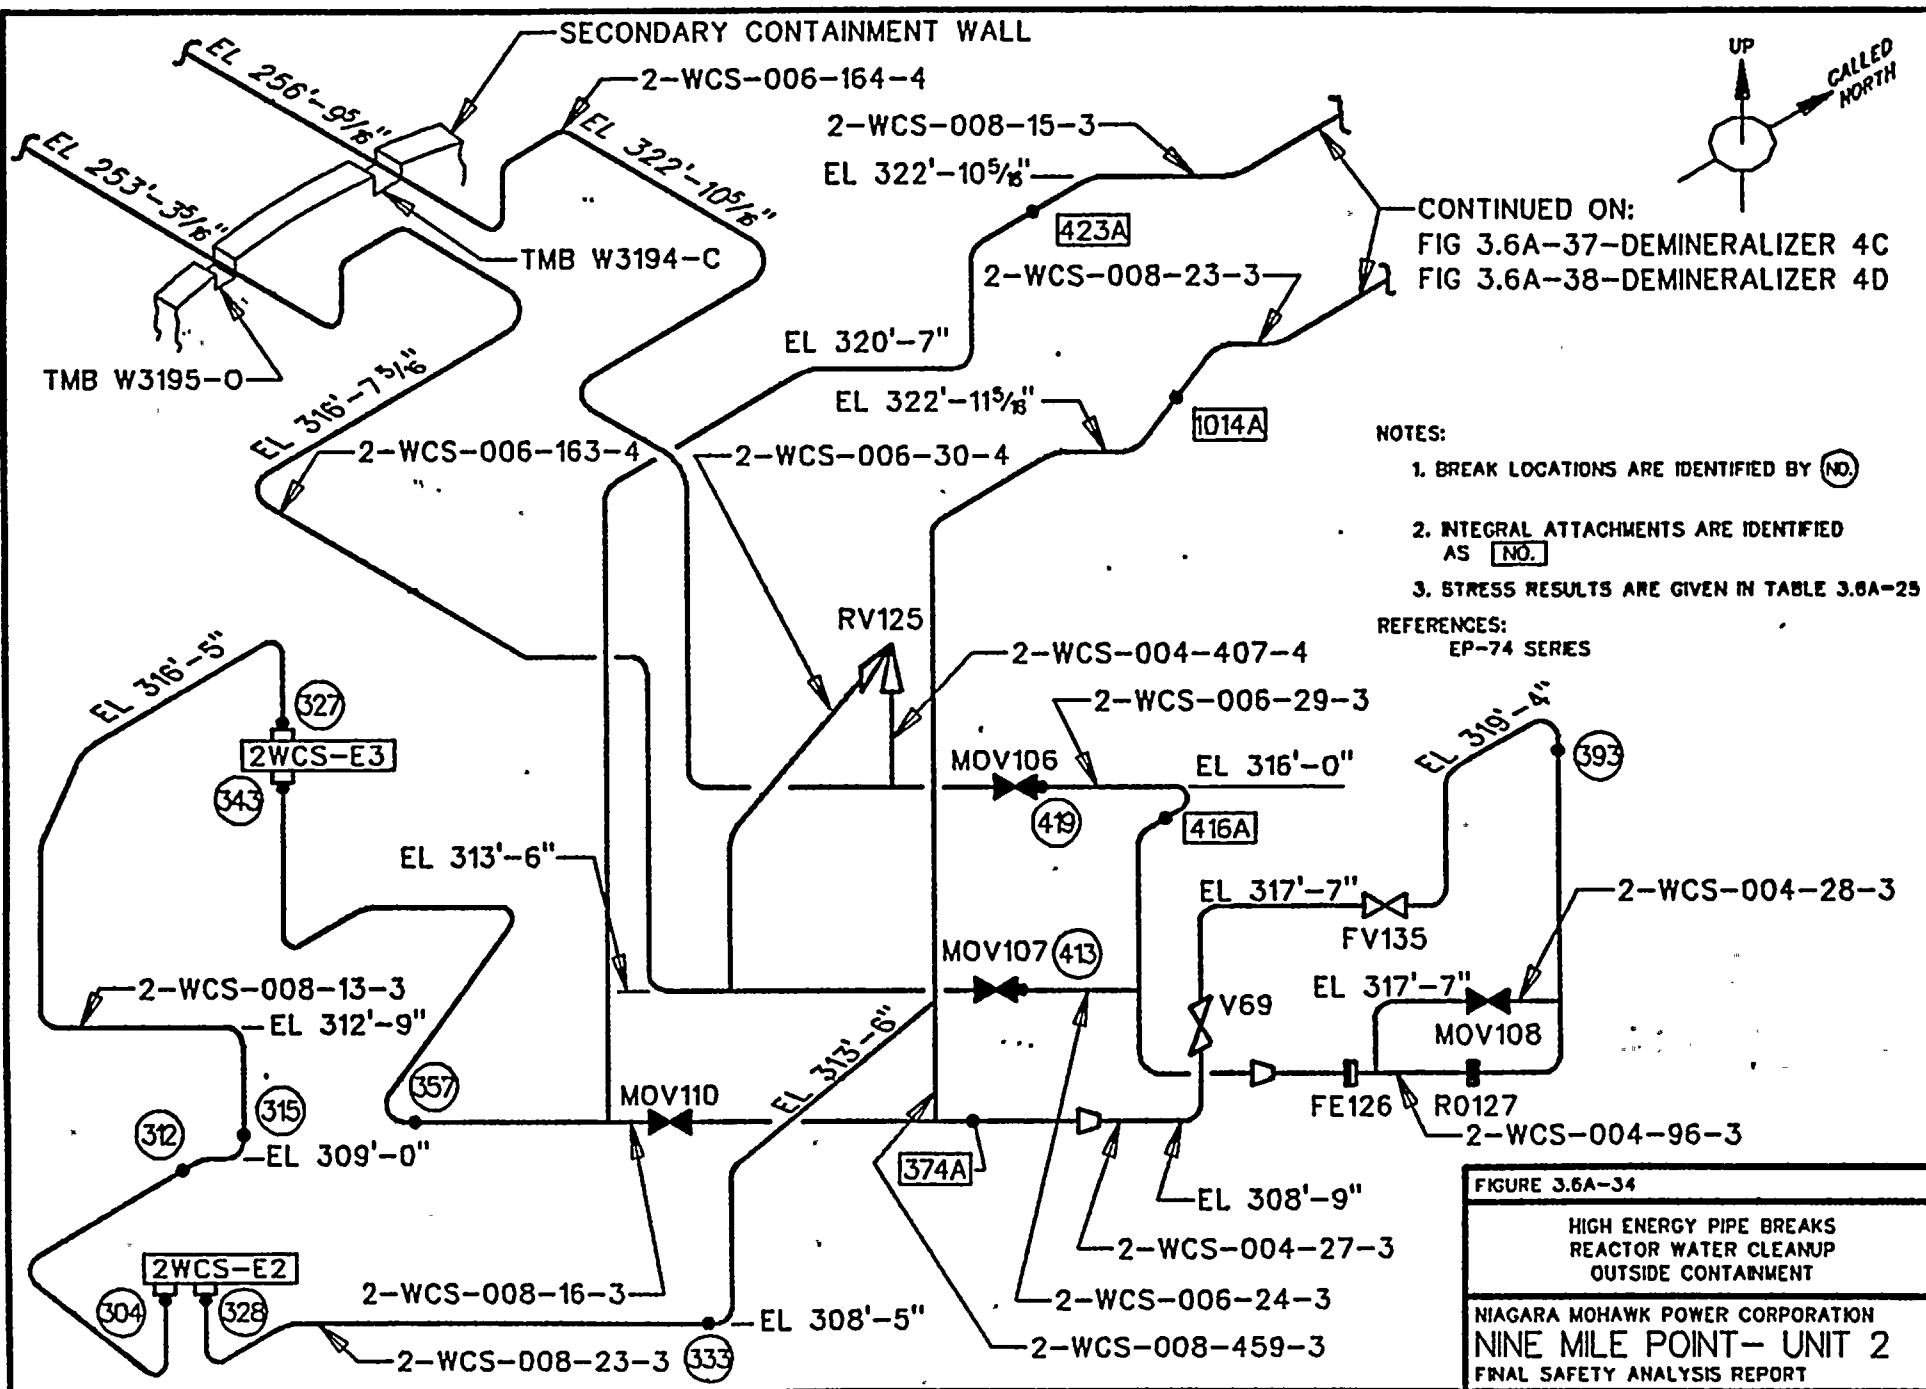 SECONDARY CONTAINMENT WALL
EL 256'-9 5/16"
2-WCS-006-164-4
UP
CALLED
NORTH
EL 253'-3 5/16"
EL 322'-10 5/16"
2-WCS-008-15-3
EL 322'-10 5/16"
423A
CONTINUED ON:
FIG 3.6A-37-DEMINERALIZER 4C
FIG 3.6A-38-DEMINERALIZER 4D
TMB W3194-C
2-WCS-008-23-3
TMB W3195-O
EL 320'-7"
EL 316'-7 5/16"
EL 322'-11 5/16"
1014A
2-WCS-006-163-4
2-WCS-006-30-4
NOTES:
1. BREAK LOCATIONS ARE IDENTIFIED BY NO.
2. INTEGRAL ATTACHMENTS ARE IDENTIFIED
AS NO.
3. STRESS RESULTS ARE GIVEN IN TABLE 3.6A-25
REFERENCES:
EP-74 SERIES
RV125
2-WCS-004-407-4
2-WCS-006-29-3
EL 316'-5"
327
2WCS-E3
343
MOV106
EL 316'-0"
EL 319'-4"
393
419
416A
EL 313'-6"
EL 317'-7"
2-WCS-004-28-3
FV135
MOV107
413
2-WCS-008-13-3
EL 312'-9"
EL 317'-7"
V69
MOV108
EL 313'-6"
357
MOV110
315
312
EL 309'-0"
FE126
RO127
2-WCS-004-96-3
374A
EL 308'-9"
2-WCS-004-27-3
2WCS-E2
304
328
2-WCS-008-16-3
2-WCS-006-24-3
EL 308'-5"
2-WCS-008-23-3
333
2-WCS-008-459-3
FIGURE 3.6A-34
HIGH ENERGY PIPE BREAKS
REACTOR WATER CLEANUP
OUTSIDE CONTAINMENT
NIAGARA MOHAWK POWER CORPORATION
NINE MILE POINT- UNIT 2
FINAL SAFETY ANALYSIS REPORT